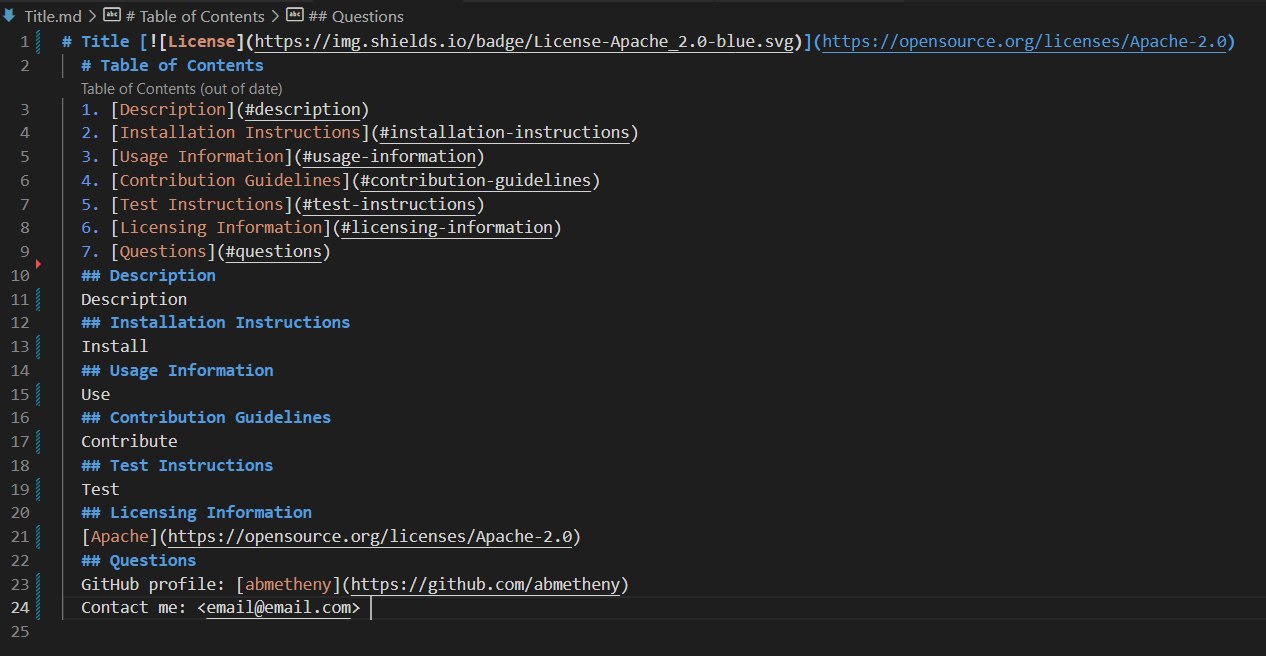 Title.md > # Table of Contents > ## Questions
1 # Title [![License](https://img.shields.io/badge/License-Apache_2.0-blue.svg)](https://opensource.org/licenses/Apache-2.0)
2 # Table of Contents
Table of Contents (out of date)
3 1. [Description](#description)
4 2. [Installation Instructions](#installation-instructions)
5 3. [Usage Information](#usage-information)
6 4. [Contribution Guidelines](#contribution-guidelines)
7 5. [Test Instructions](#test-instructions)
8 6. [Licensing Information](#licensing-information)
9 7. [Questions](#questions)
10 ## Description
11 Description
12 ## Installation Instructions
13 Install
14 ## Usage Information
15 Use
16 ## Contribution Guidelines
17 Contribute
18 ## Test Instructions
19 Test
20 ## Licensing Information
21 [Apache](https://opensource.org/licenses/Apache-2.0)
22 ## Questions
23 GitHub profile: [abmetheny](https://github.com/abmetheny)
24 Contact me: <email@email.com>
25